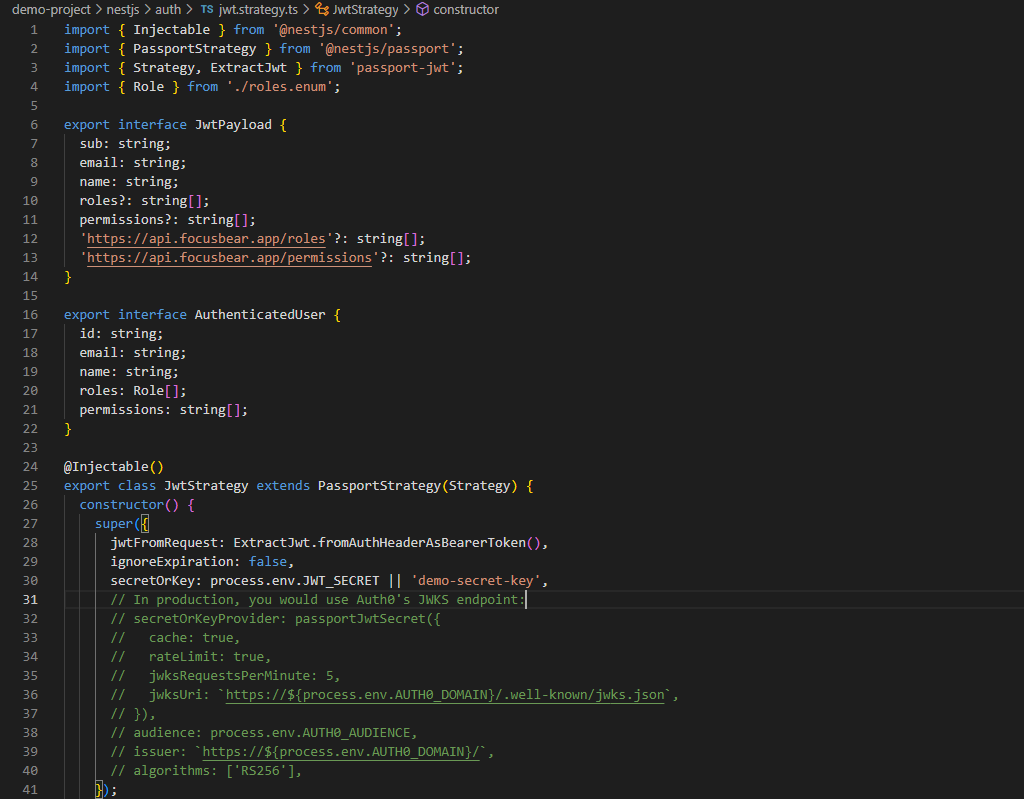 demo-project > nestjs > auth > TS jwt.strategy.ts > JwtStrategy > constructor
1 import { Injectable } from '@nestjs/common';
2 import { PassportStrategy } from '@nestjs/passport';
3 import { Strategy, ExtractJwt } from 'passport-jwt';
4 import { Role } from './roles.enum';
5
6 export interface JwtPayload {
7   sub: string;
8   email: string;
9   name: string;
10   roles?: string[];
11   permissions?: string[];
12   'https://api.focusbear.app/roles'?: string[];
13   'https://api.focusbear.app/permissions'?: string[];
14 }
15
16 export interface AuthenticatedUser {
17   id: string;
18   email: string;
19   name: string;
20   roles: Role[];
21   permissions: string[];
22 }
23
24 @Injectable()
25 export class JwtStrategy extends PassportStrategy(Strategy) {
26   constructor() {
27     super({
28       jwtFromRequest: ExtractJwt.fromAuthHeaderAsBearerToken(),
29       ignoreExpiration: false,
30       secretOrKey: process.env.JWT_SECRET || 'demo-secret-key',
31       // In production, you would use Auth0's JWKS endpoint:
32       // secretOrKeyProvider: passportJwtSecret({
33       //   cache: true,
34       //   rateLimit: true,
35       //   jwksRequestsPerMinute: 5,
36       //   jwksUri: `https://${process.env.AUTH0_DOMAIN}/.well-known/jwks.json`,
37       // }),
38       // audience: process.env.AUTH0_AUDIENCE,
39       // issuer: `https://${process.env.AUTH0_DOMAIN}/`,
40       // algorithms: ['RS256'],
41     });